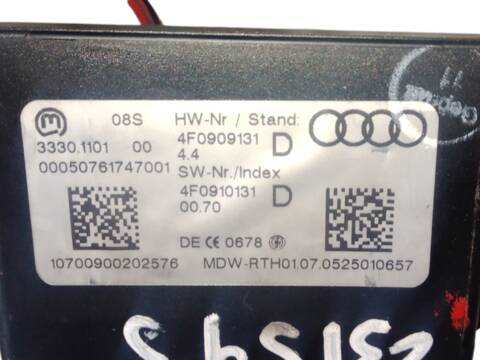 08S HW-Nr / Stand:
3330.1101 00 4F0909131 D
4.4
00050761747001 SW-Nr./Index
4F0910131 D
00.70
DE CE 0678
10700900202576 MDW-RTH01.07.0525010657